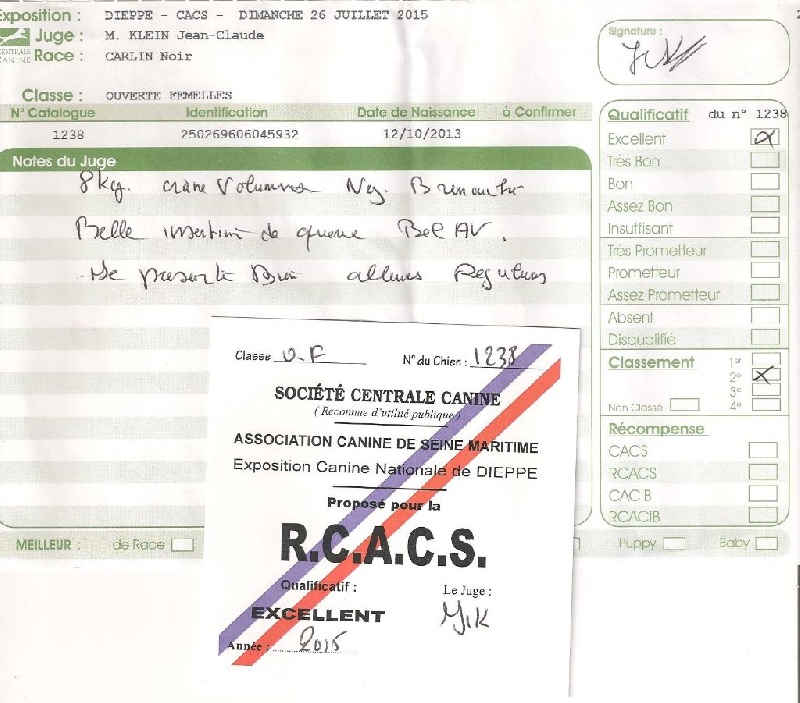 Exposition : DIEPPE - CACS - DIMANCHE 26 JUILLET 2015
Juge : M. KLEIN Jean-Claude
CENTRALE
CANINE
Race : CARLIN Noir
Classe : OUVERTE FEMELLES
N° Catalogue Identification Date de Naissance à Confirmer
1238 250269606045932 12/10/2013
Notes du Juge
8kg. crane Volumineux
Belle insertion de queue Bel AV.
Se presente Bien allures Regulieres
Signature :
Qualificatif du n° 1238
Excellent
Très Bon
Bon
Assez Bon
Insuffisant
Très Prometteur
Prometteur
Assez Prometteur
Absent
Disqualifié
Classement 1er
2e X
3e
Non Classé 4e
Récompense
CACS
RCACS
CACIB
RCACIB
MEILLEUR : de Race Puppy Baby
Classe U.F N° du Chien : 1238
SOCIÉTÉ CENTRALE CANINE
(Reconnue d'utilité publique)
ASSOCIATION CANINE DE SEINE MARITIME
Exposition Canine Nationale de DIEPPE
Proposé pour la
R.C.A.C.S.
Qualificatif : Le Juge :
EXCELLENT
Année : 2015